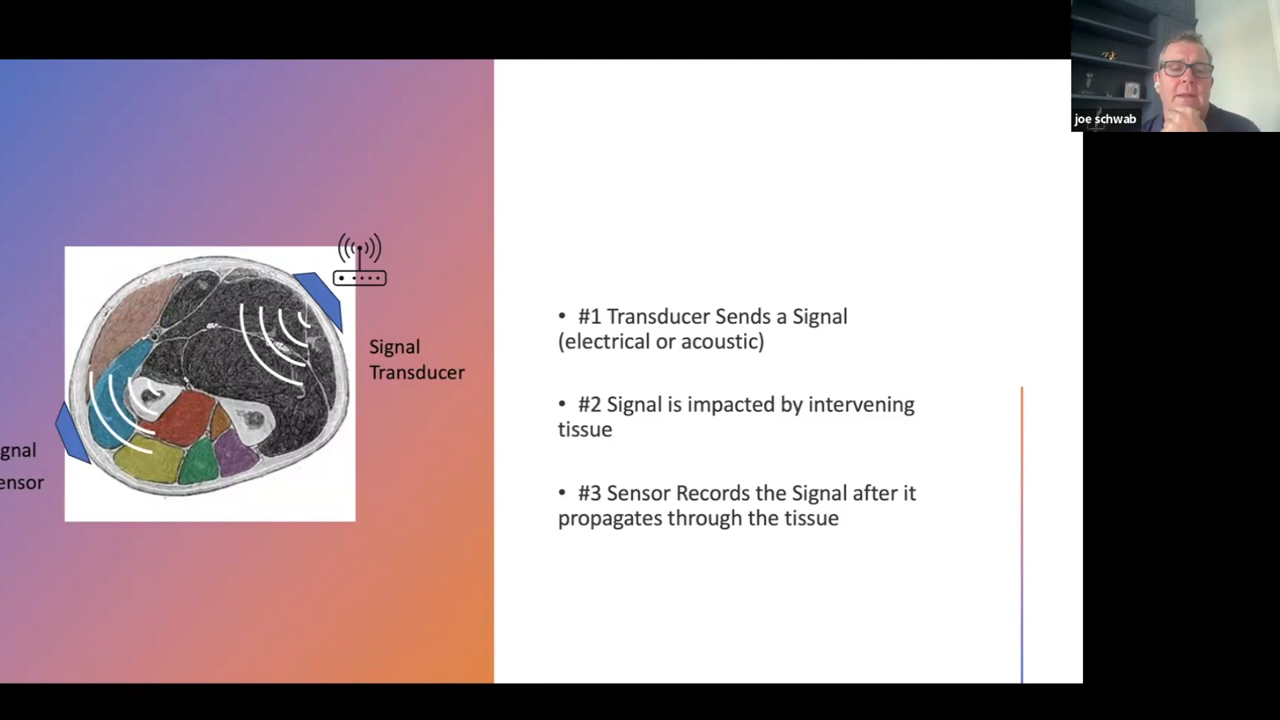 joe schwab
Signal
Transducer
gnal
ensor
• #1 Transducer Sends a Signal
(electrical or acoustic)
• #2 Signal is impacted by intervening
tissue
• #3 Sensor Records the Signal after it
propagates through the tissue